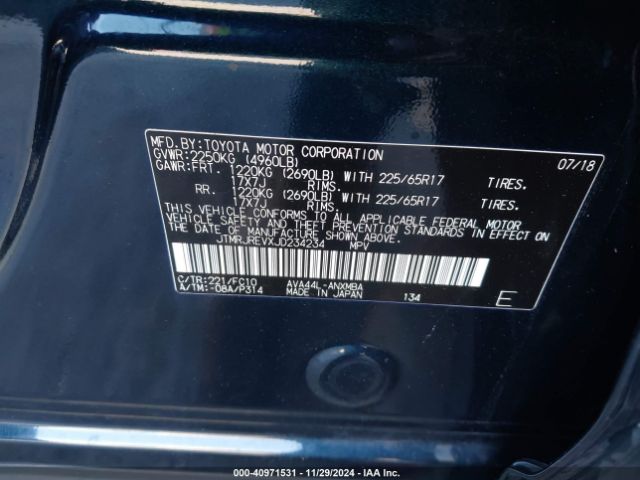 MFD.BY:TOYOTA MOTOR CORPORATION 07/18
GVWR:2250KG (4960LB)
GAWR:FRT. 1220KG (2690LB) WITH 225/65R17 TIRES.
17X7J RIMS.
RR. 1220KG (2690LB) WITH 225/65R17 TIRES.
17X7J RIMS.
THIS VEHICLE CONFORMS TO ALL APPLICABLE FEDERAL MOTOR
VEHICLE SAFETY AND THEFT PREVENTION STANDARDS IN EFFECT ON
THE DATE OF MANUFACTURE SHOWN ABOVE.
JTMRJREVXJD234234 MPV
C/TR:221/FC10 AVA44L-ANXMBA
A/TM:-08A/P314 MADE IN JAPAN 134 E
000-40971531 - 11/29/2024 - IAA Inc.